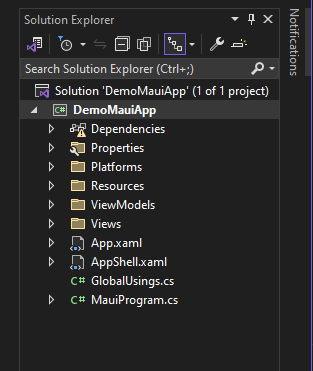 Solution Explorer
Search Solution Explorer (Ctrl+;)
Solution 'DemoMauiApp' (1 of 1 project)
C# DemoMauiApp
Dependencies
Properties
Platforms
Resources
ViewModels
Views
App.xaml
AppShell.xaml
C# GlobalUsings.cs
C# MauiProgram.cs
Notifications